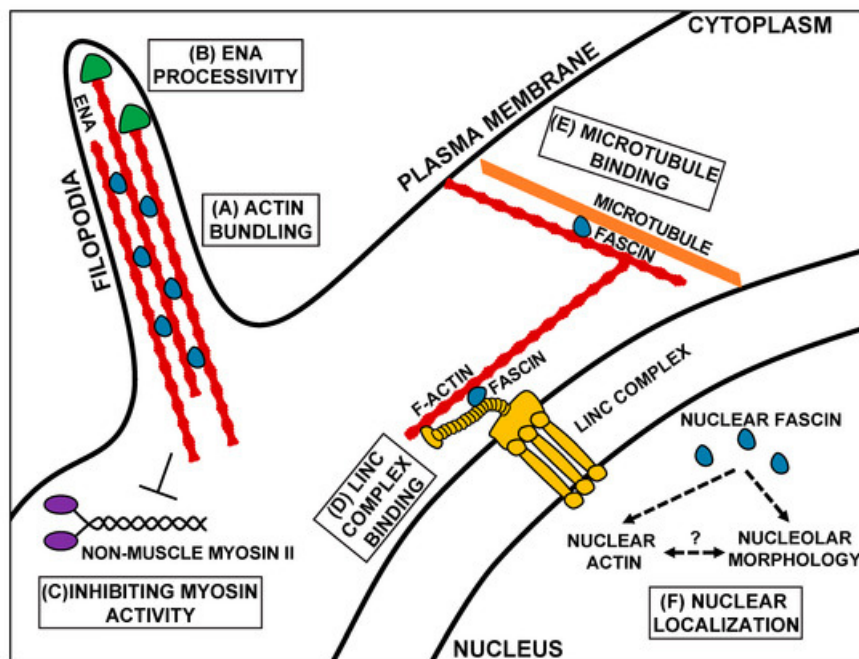 CYTOPLASM
(B) ENA
PROCESSIVITY
ENA
PLASMA MEMBRANE
(E) MICROTUBULE
BINDING
(A) ACTIN
BUNDLING
FILOPODIA
MICROTUBULE
FASCIN
F-ACTIN
FASCIN
LINC COMPLEX
NUCLEAR FASCIN
(D) LINC
COMPLEX
BINDING
NON-MUSCLE MYOSIN II
NUCLEAR
ACTIN
?
NUCLEOLAR
MORPHOLOGY
(C)INHIBITING MYOSIN
ACTIVITY
(F) NUCLEAR
LOCALIZATION
NUCLEUS